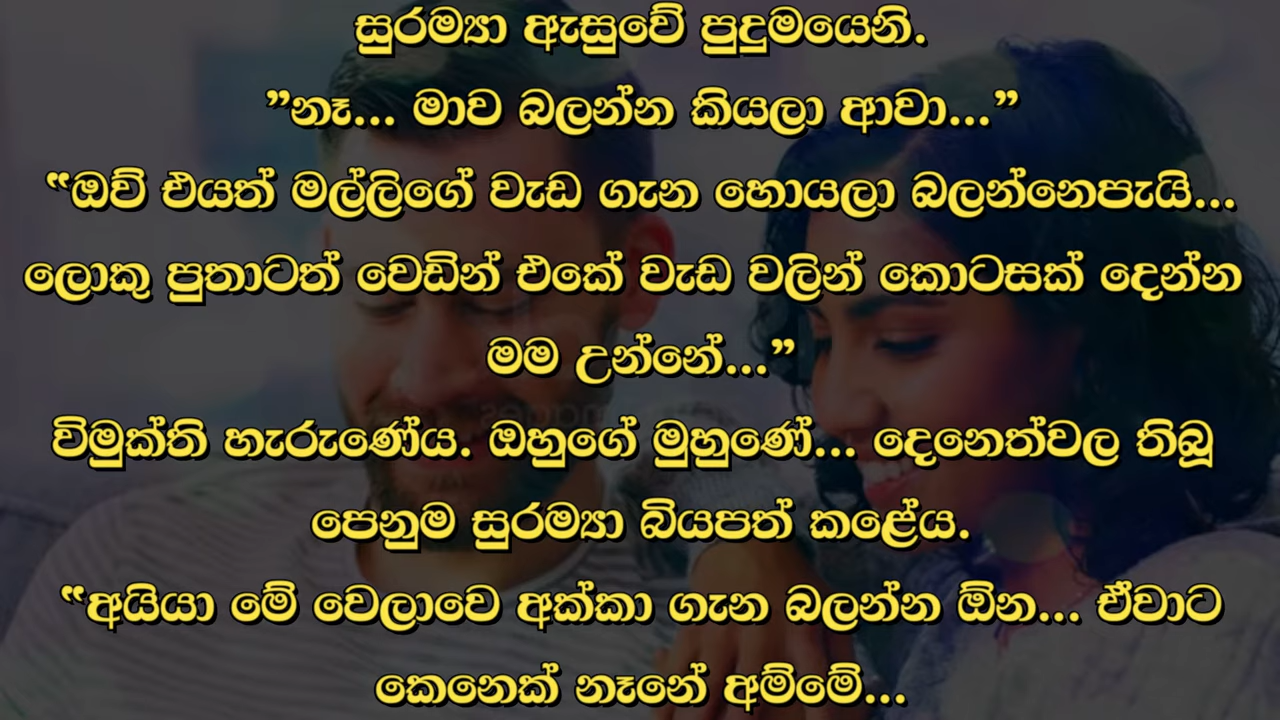 සුරම්‍යා ඇසුවේ පුදුමයෙනි.
”නෑ... මාව බලන්න කියලා ආවා...”
“ඔව් එයත් මල්ලිගේ වැඩ ගැන හොයලා බලන්නෙපැයි...
ලොකු පුතාටත් වෙඩින් එකේ වැඩ වලින් කොටසක් දෙන්න
මම උන්නේ...”
විමුක්ති හැරුණේය. ඔහුගේ මුහුණේ... දෙනෙත්වල තිබූ
පෙනුම සුරම්‍යා බියපත් කළේය.
“අයියා මේ වෙලාවෙ අක්කා ගැන බලන්න ඕන... ඒවාට
කෙනෙක් නෑනේ අම්මේ...